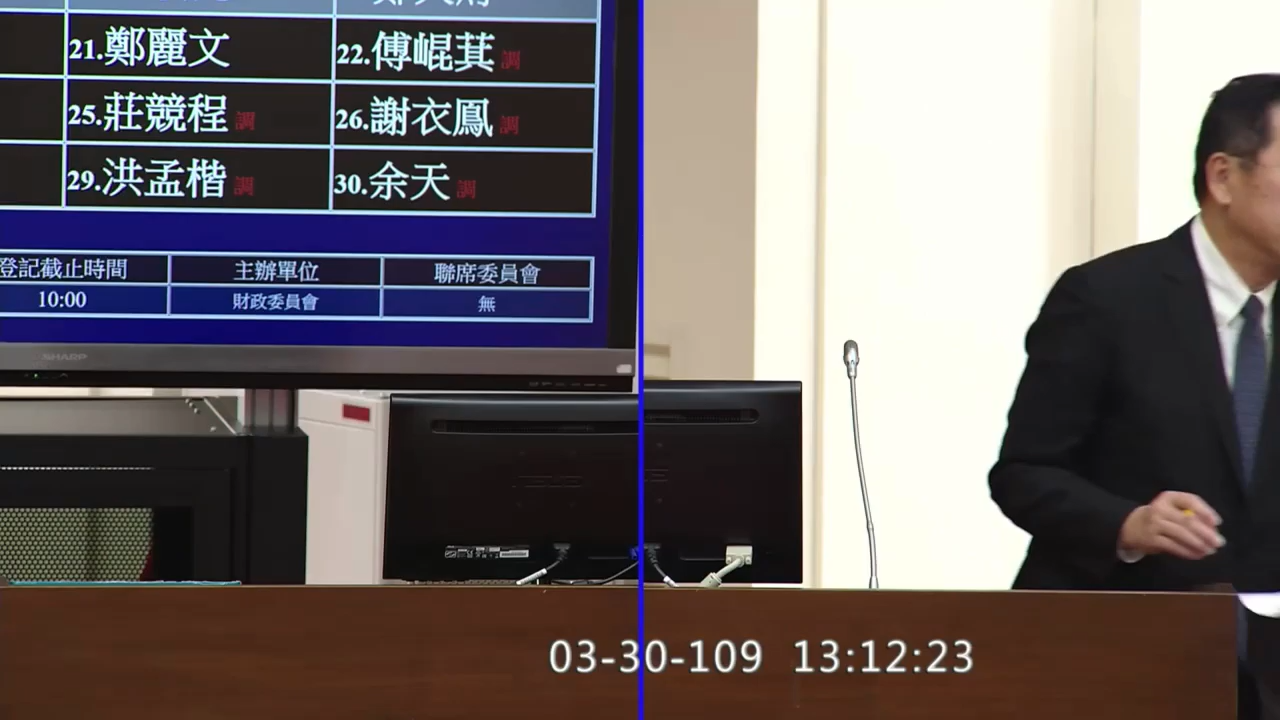 21.鄭麗文 22.傅崐萁 調
25.莊競程 調 26.謝衣鳳 調
29.洪孟楷 調 30.余天 調
登記截止時間 主辦單位 聯席委員會
10:00 財政委員會 無
SHARP
03-30-109 13:12:23